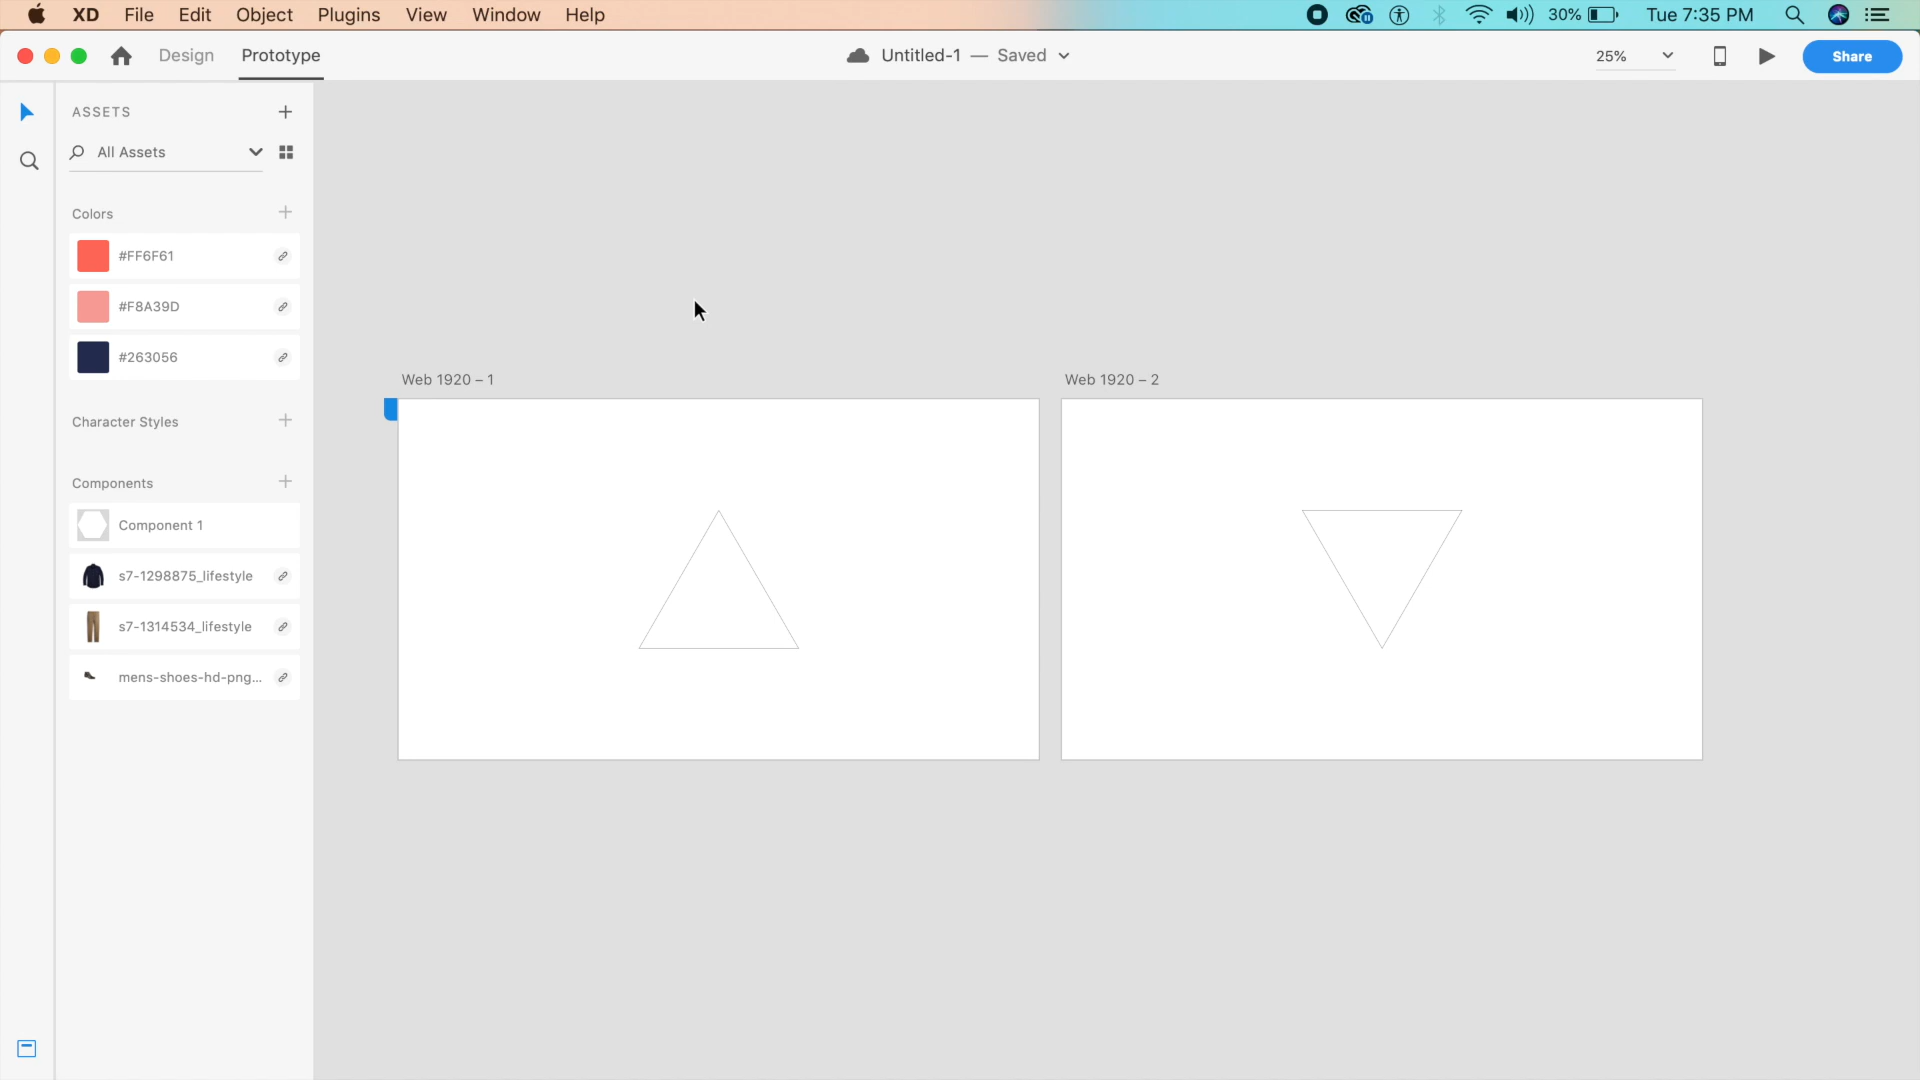 XD File Edit Object Plugins View Window Help 30% Tue 7:35 PM
Design Prototype Untitled-1 — Saved 25% Share
ASSETS
All Assets
Colors
#FF6F61
#F8A39D
#263056
Character Styles
Components
Component 1
s7-1298875_lifestyle
s7-1314534_lifestyle
mens-shoes-hd-png...
Web 1920 – 1
Web 1920 – 2